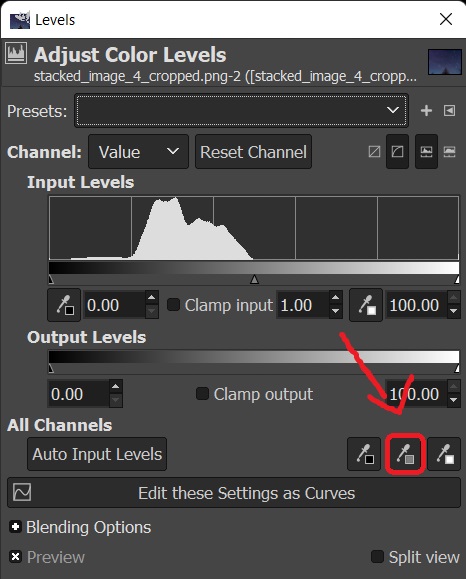 Levels
Adjust Color Levels
stacked_image_4_cropped.png-2 ([stacked_image_4_cropp...
Presets:
Channel: Value Reset Channel
Input Levels
0.00 Clamp input 1.00 100.00
Output Levels
0.00 Clamp output 100.00
All Channels
Auto Input Levels
Edit these Settings as Curves
Blending Options
Preview Split view